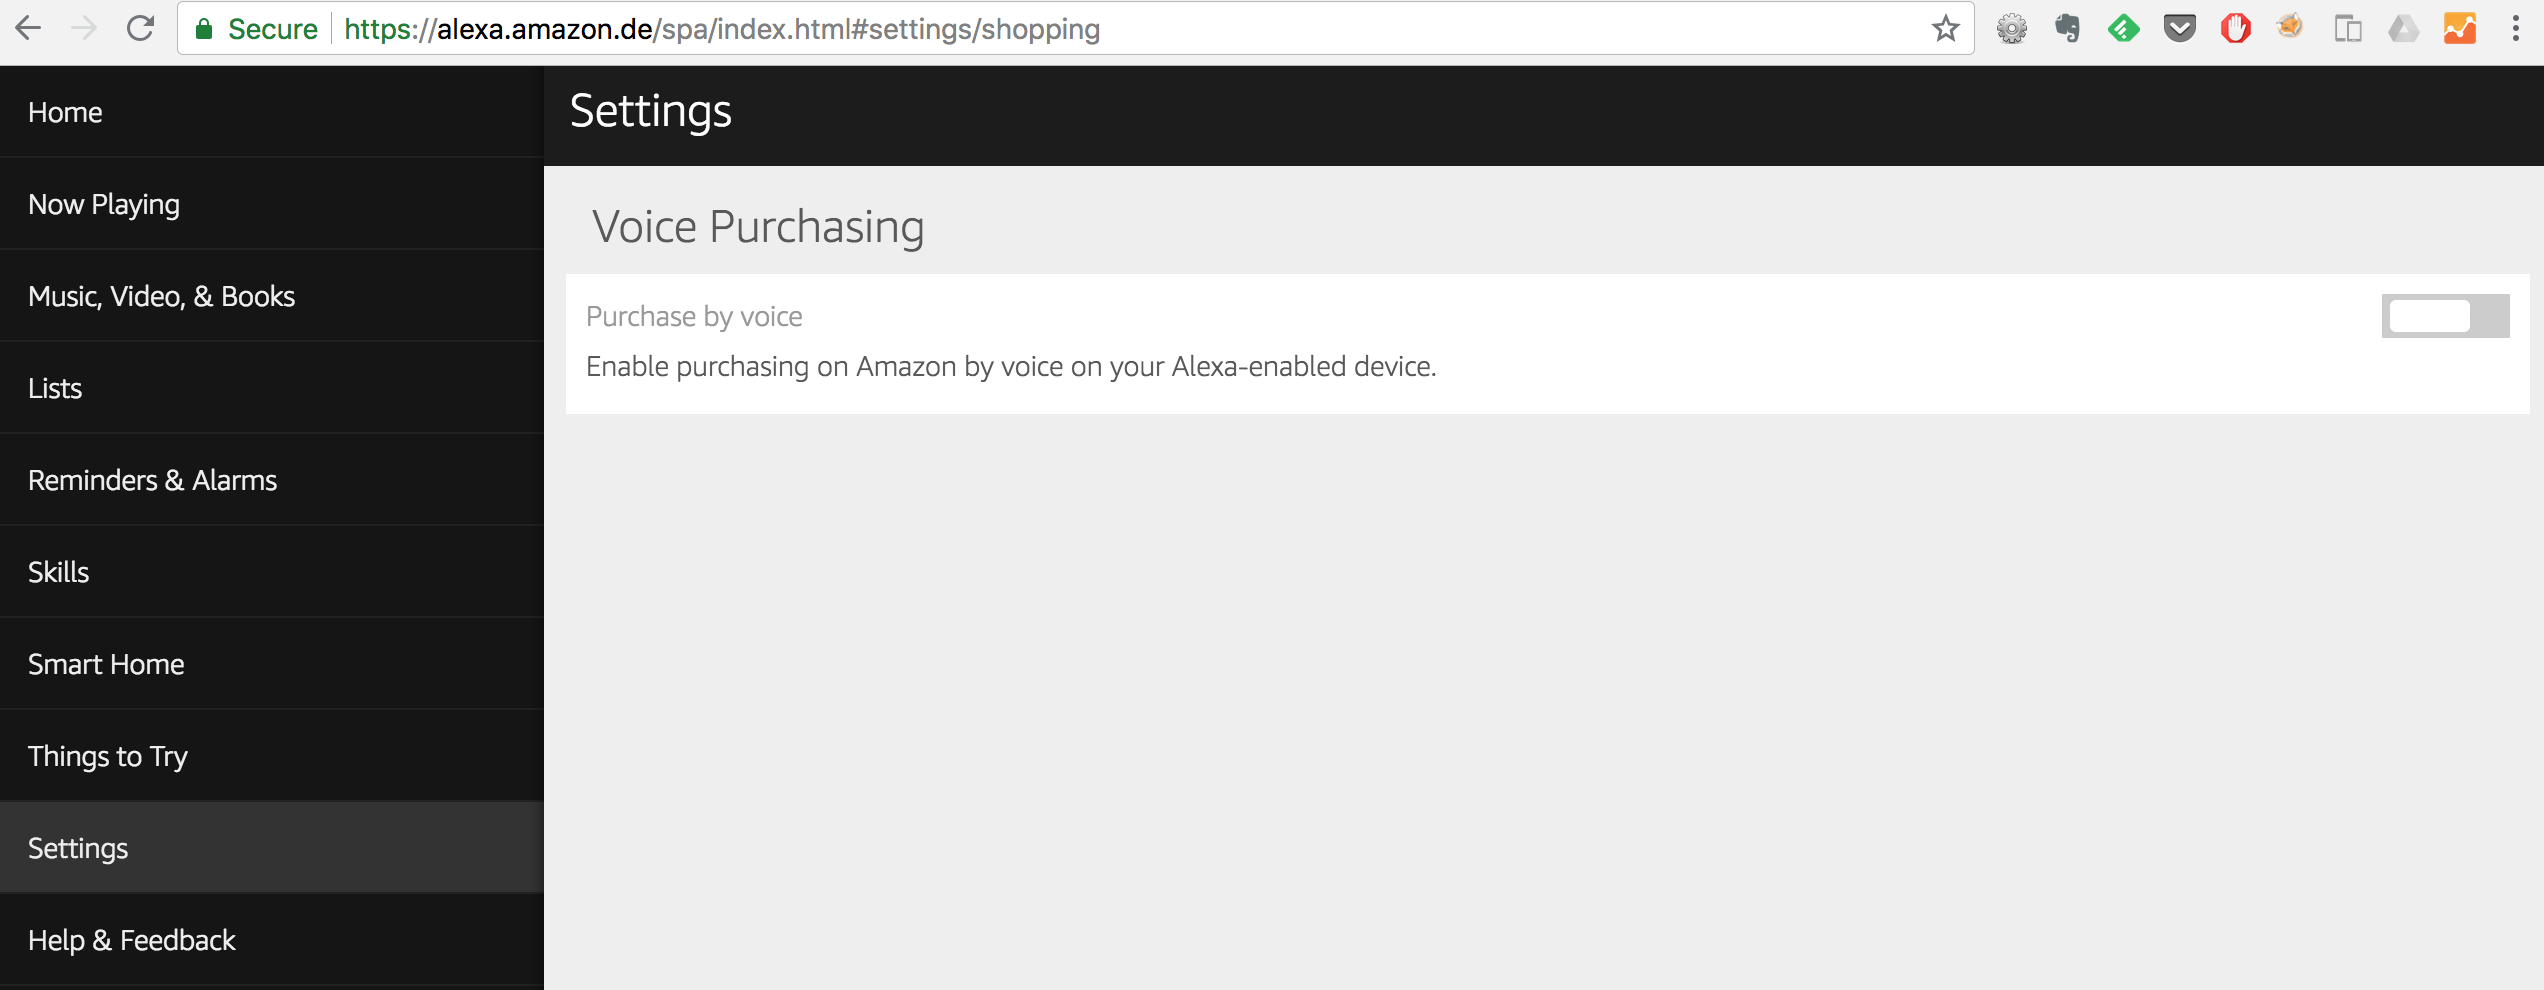 Secure https://alexa.amazon.de/spa/index.html#settings/shopping
Home
Now Playing
Music, Video, & Books
Lists
Reminders & Alarms
Skills
Smart Home
Things to Try
Settings
Help & Feedback
Settings
Voice Purchasing
Purchase by voice
Enable purchasing on Amazon by voice on your Alexa-enabled device.